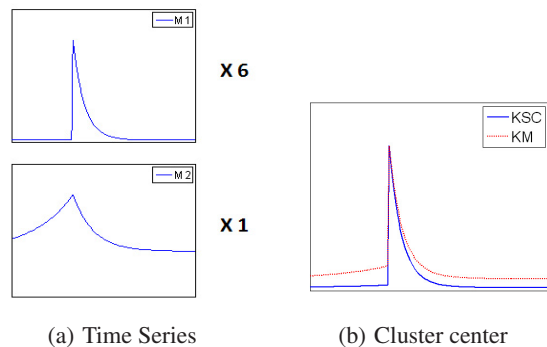 M 1
X 6
M 2
X 1
(a) Time Series
KSC
KM
(b) Cluster center